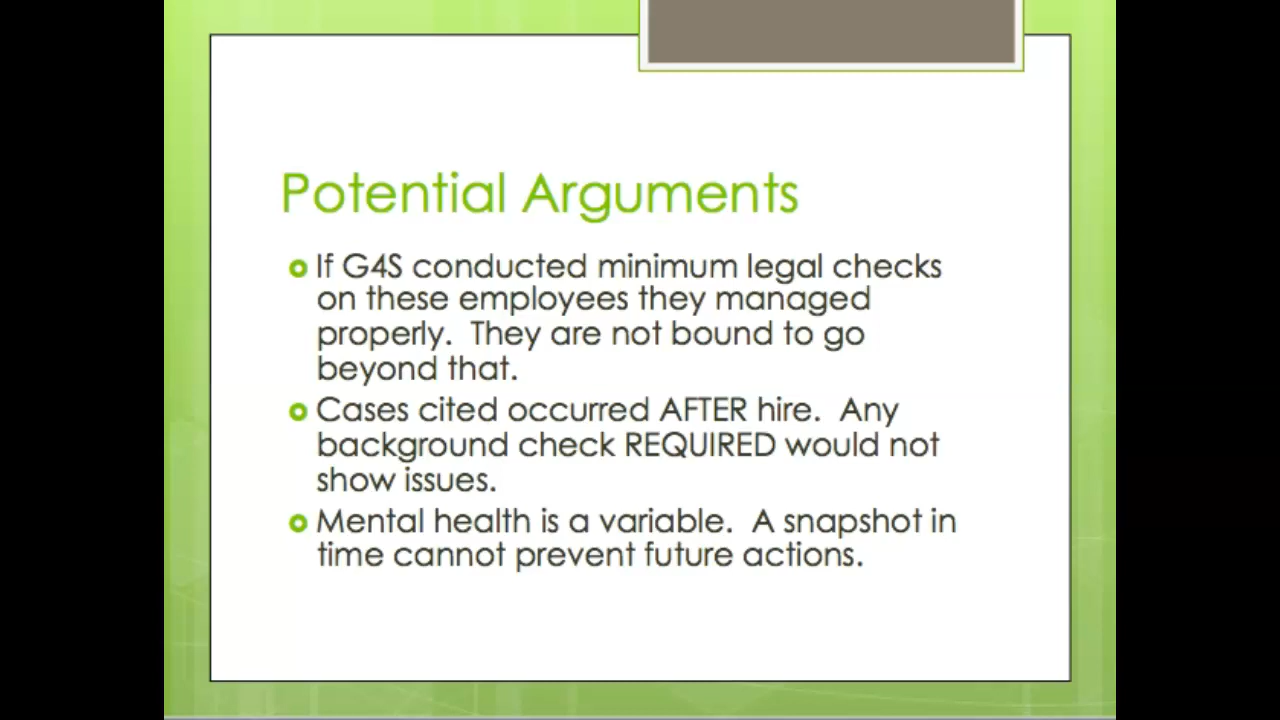 Potential Arguments
If G4S conducted minimum legal checks
on these employees they managed
properly.  They are not bound to go
beyond that.
Cases cited occurred AFTER hire.  Any
background check REQUIRED would not
show issues.
Mental health is a variable.  A snapshot in
time cannot prevent future actions.